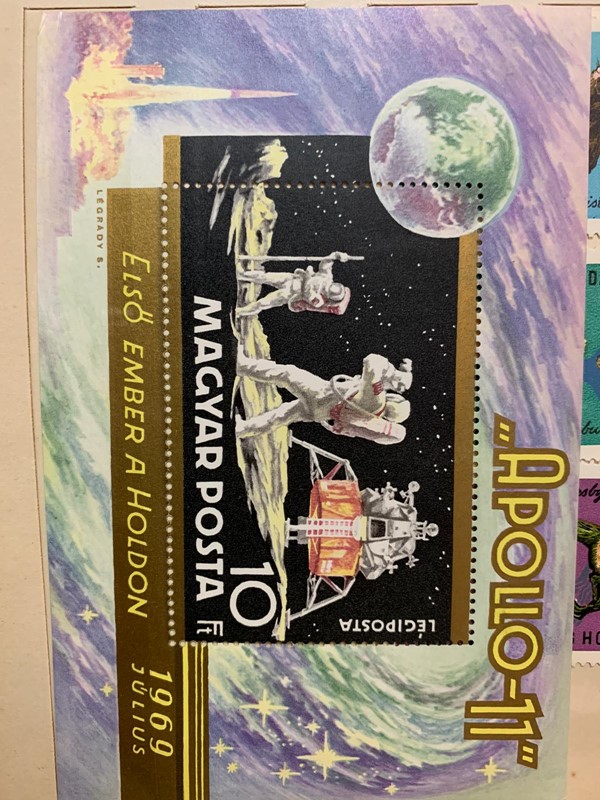 „APOLLO-11”
LÉGIPOSTA
10
MAGYAR POSTA Ft
ELSŐ EMBER A HOLDON
1969
JÚLIUS
LÉGRÁDY S.